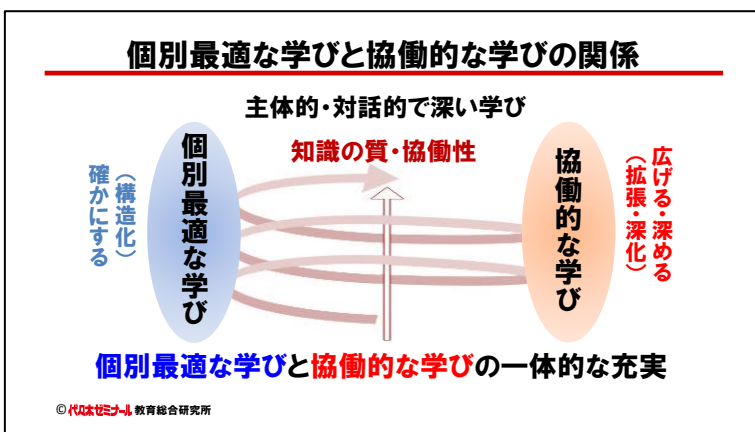 個別最適な学びと協働的な学びの関係
主体的・対話的で深い学び
知識の質・協働性
確かにする
（構造化）
個別最適な学び
協働的な学び
広げる・深める
（拡張・深化）
個別最適な学びと協働的な学びの一体的な充実
©代々木ゼミナール 教育総合研究所